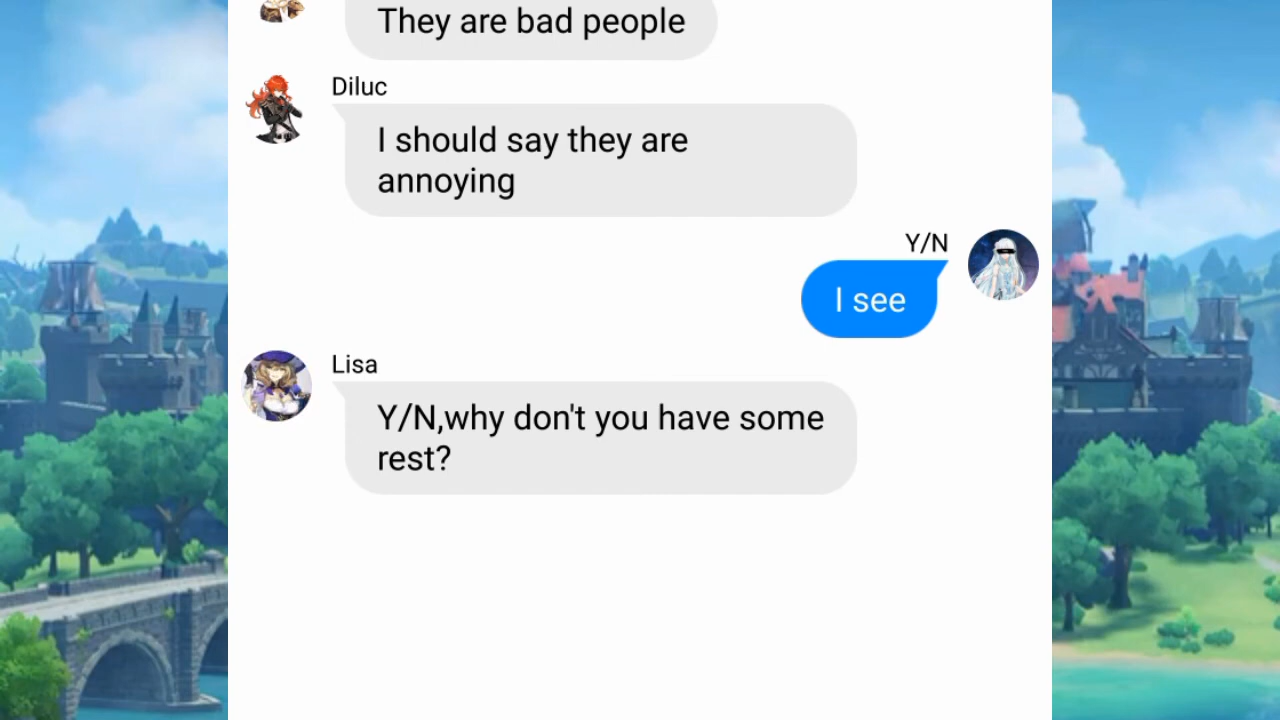 They are bad people
Diluc
I should say they are
annoying
Y/N
I see
Lisa
Y/N,why don't you have some
rest?